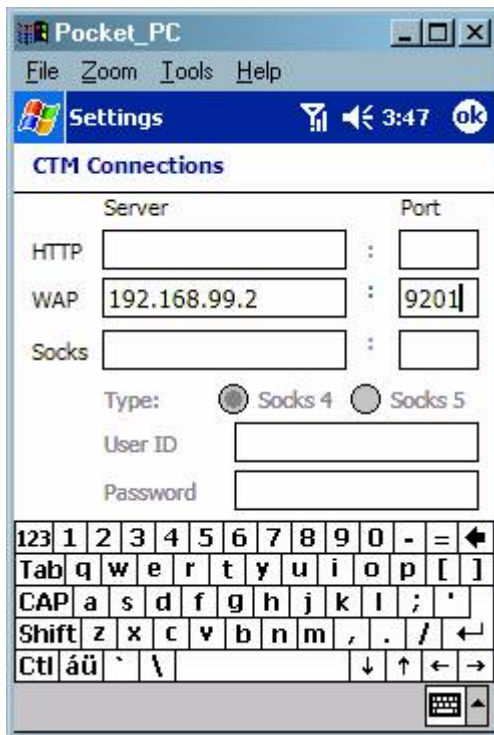 Pocket_PC
File Zoom Tools Help
Settings 3:47 ok
CTM Connections
Server Port
HTTP :
WAP 192.168.99.2 : 9201
Socks :
Type: Socks 4 Socks 5
User ID
Password
123 1 2 3 4 5 6 7 8 9 0 - =
Tab q w e r t y u i o p [ ]
CAP a s d f g h j k l ; '
Shift z x c v b n m , . /
Ctl áü ` \ ↓ ↑ ← →